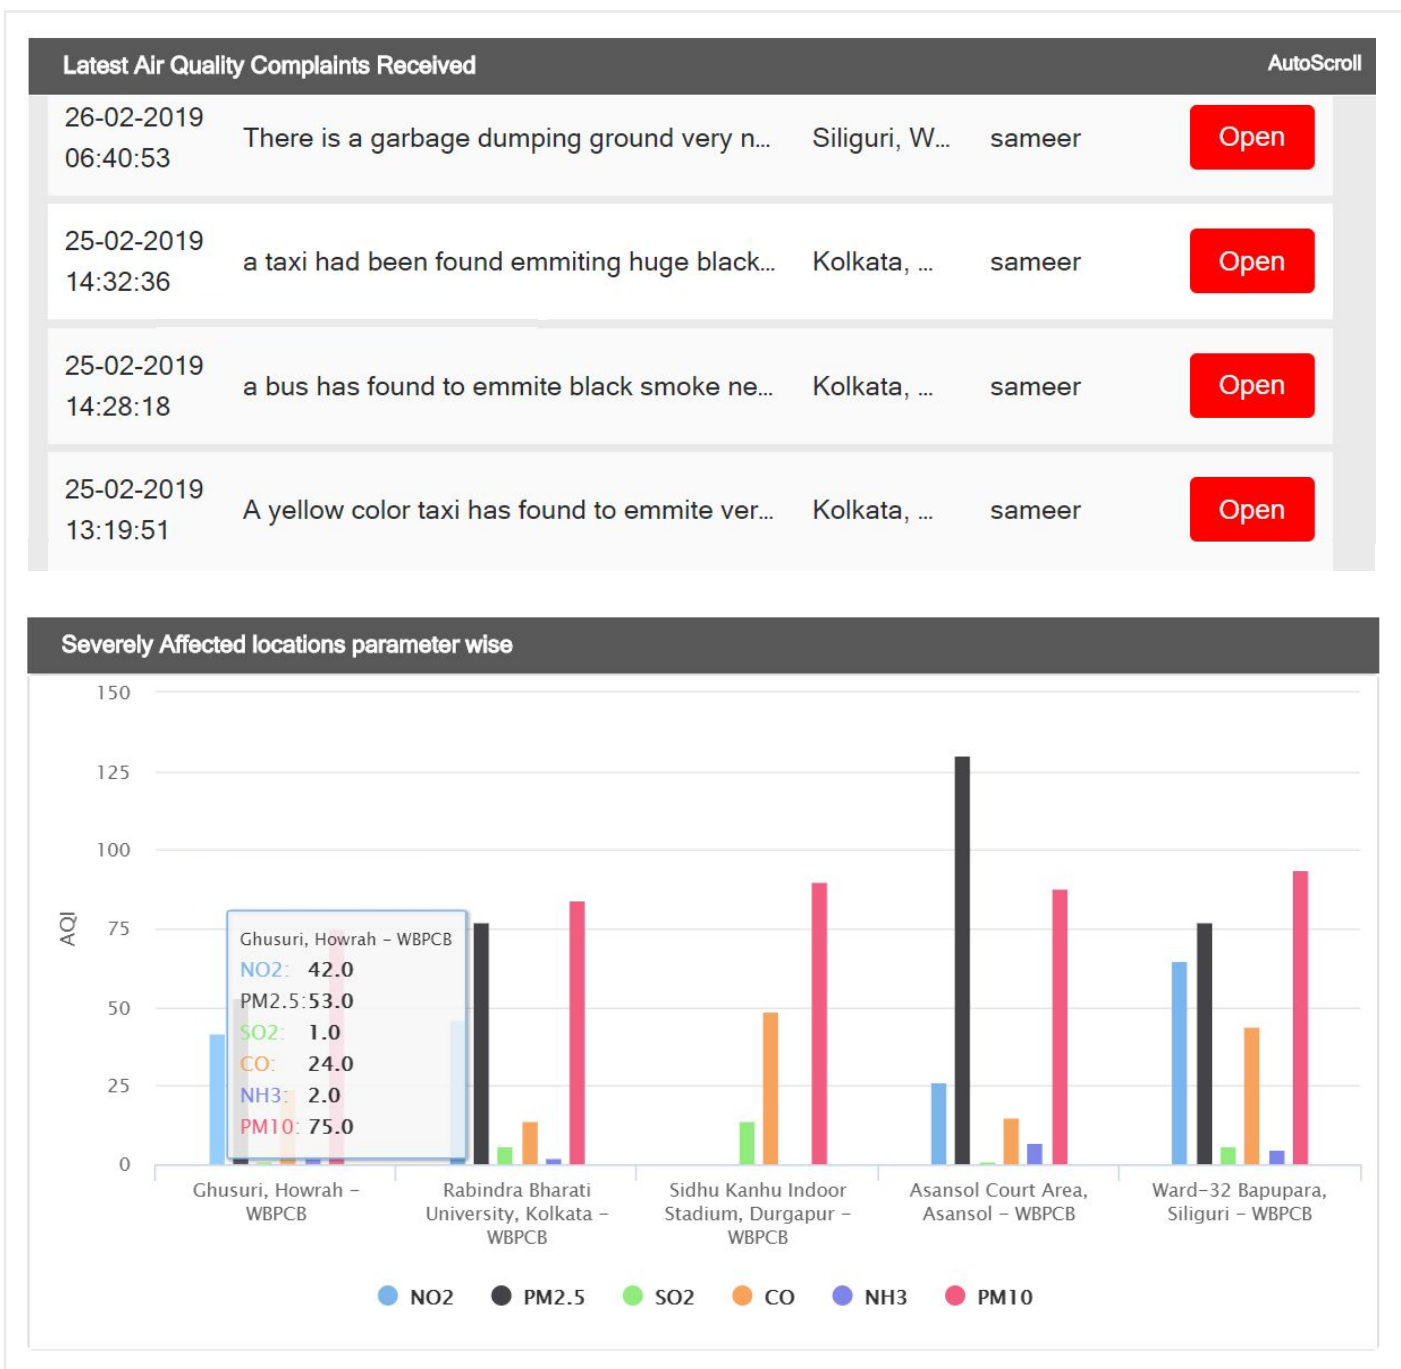 Latest Air Quality Complaints Received
AutoScroll
26-02-2019
06:40:53
There is a garbage dumping ground very n...
Siliguri, W...
sameer
Open
25-02-2019
14:32:36
a taxi had been found emmiting huge black...
Kolkata, ...
sameer
Open
25-02-2019
14:28:18
a bus has found to emmite black smoke ne...
Kolkata, ...
sameer
Open
25-02-2019
13:19:51
A yellow color taxi has found to emmite ver...
Kolkata, ...
sameer
Open
Severely Affected locations parameter wise
150
125
100
75
50
25
0
AQI
Ghusuri, Howrah - WBPCB
NO2: 42.0
PM2.5:53.0
SO2: 1.0
CO: 24.0
NH3: 2.0
PM10: 75.0
Ghusuri, Howrah -
WBPCB
Rabindra Bharati
University, Kolkata -
WBPCB
Sidhu Kanhu Indoor
Stadium, Durgapur -
WBPCB
Asansol Court Area,
Asansol - WBPCB
Ward-32 Bapupara,
Siliguri - WBPCB
NO2 PM2.5 SO2 CO NH3 PM10